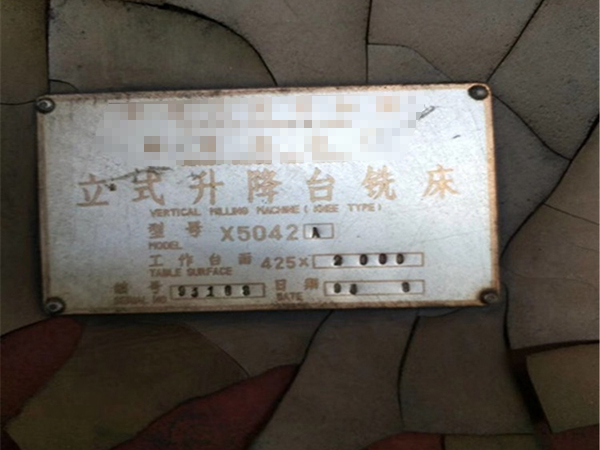 立式升降台铣床
VERTICAL MILLING MACHINE (KNEE TYPE)
型号 X5042 A
MODEL
工作台面 425× 2000
TABLE SURFACE
编号 日期
SERIAL NO. DATE